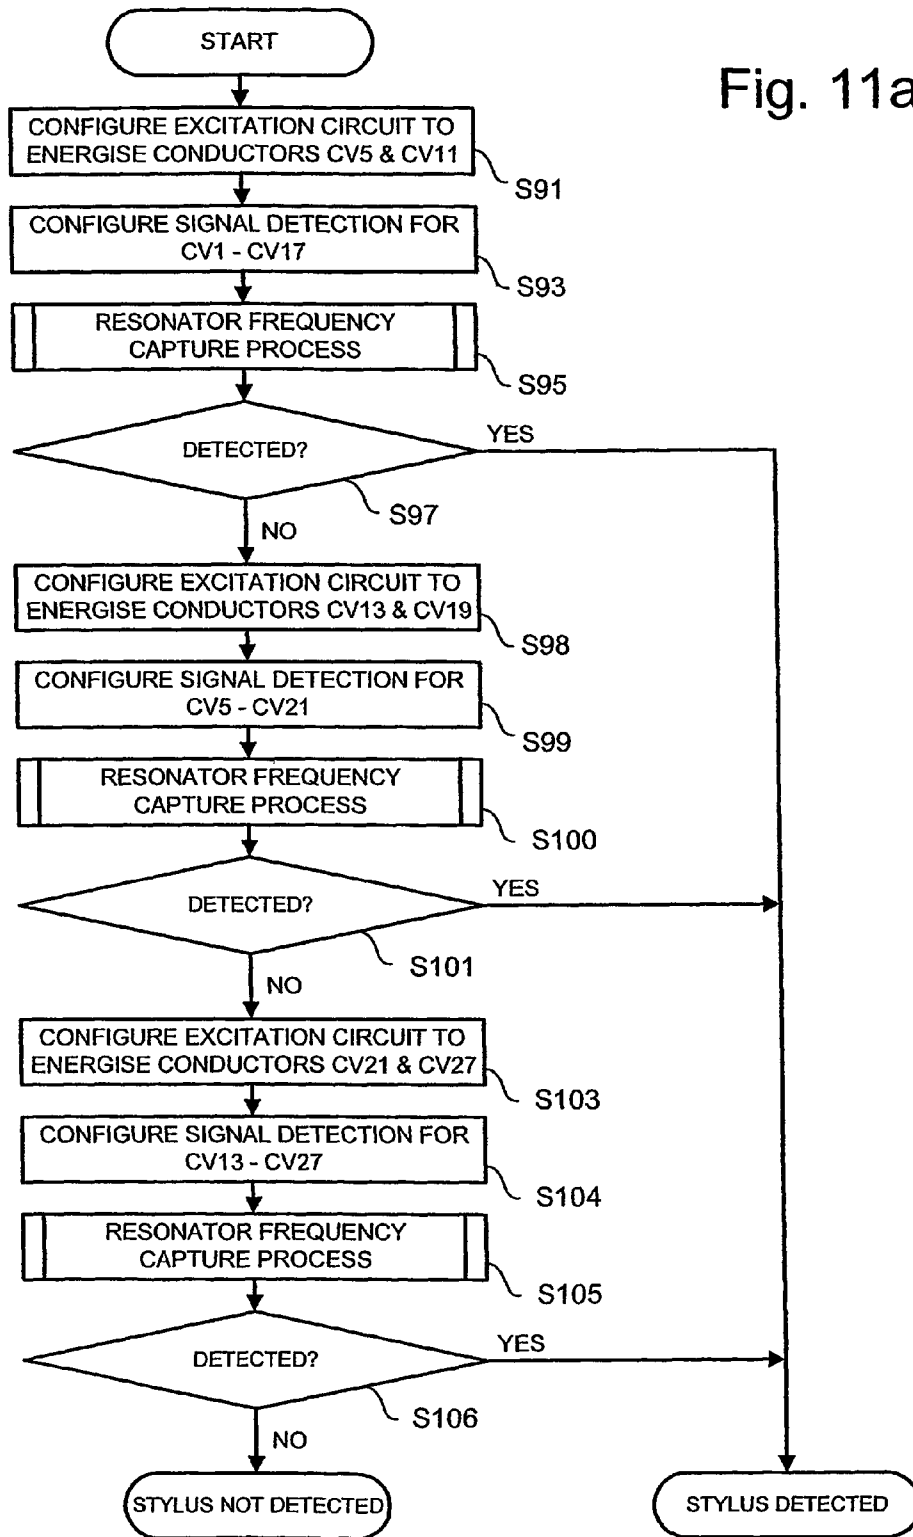 START
Fig. 11a
CONFIGURE EXCITATION CIRCUIT TO
ENERGISE CONDUCTORS CV5 & CV11
S91
CONFIGURE SIGNAL DETECTION FOR
CV1 - CV17
S93
RESONATOR FREQUENCY
CAPTURE PROCESS
S95
DETECTED?
YES
S97
NO
CONFIGURE EXCITATION CIRCUIT TO
ENERGISE CONDUCTORS CV13 & CV19
S98
CONFIGURE SIGNAL DETECTION FOR
CV5 - CV21
S99
RESONATOR FREQUENCY
CAPTURE PROCESS
S100
DETECTED?
YES
S101
NO
CONFIGURE EXCITATION CIRCUIT TO
ENERGISE CONDUCTORS CV21 & CV27
S103
CONFIGURE SIGNAL DETECTION FOR
CV13 - CV27
S104
RESONATOR FREQUENCY
CAPTURE PROCESS
S105
DETECTED?
YES
S106
NO
STYLUS NOT DETECTED
STYLUS DETECTED